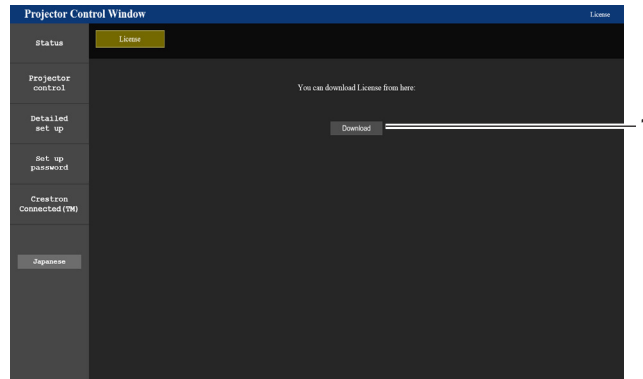 Projector Control Window
License
Status
License
Projector
control
You can download License from here:
Detailed
set up
Download
Set up
password
Crestron
Connected(TM)
Japanese